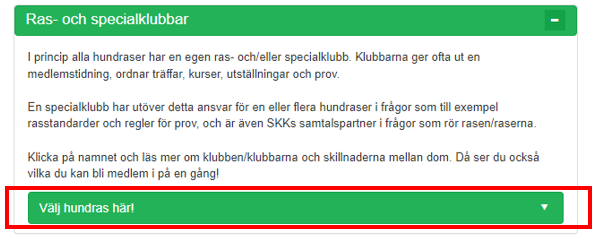 Ras- och specialklubbar
I princip alla hundraser har en egen ras- och/eller specialklubb. Klubbarna ger ofta ut en
medlemstidning, ordnar träffar, kurser, utställningar och prov.
En specialklubb har utöver detta ansvar för en eller flera hundraser i frågor som till exempel
rasstandarder och regler för prov, och är även SKKs samtalspartner i frågor som rör rasen/raserna.
Klicka på namnet och läs mer om klubben/klubbarna och skillnaderna mellan dom. Då ser du också
vilka du kan bli medlem i på en gång!
Välj hundras här!